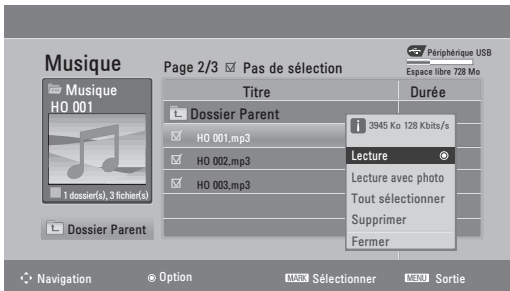 Musique
Page 2/3 Pas de sélection
Périphérique USB
Espace libre 728 Mo
Musique
HO 001
1 dossier(s), 3 fichier(s)
Dossier Parent
Titre Durée
Dossier Parent
HO 001.mp3
HO 002.mp3
HO 003.mp3
3945 Ko 128 Kbits/s
Lecture
Lecture avec photo
Tout sélectionner
Supprimer
Fermer
Navigation Option MARK Sélectionner MENU Sortie